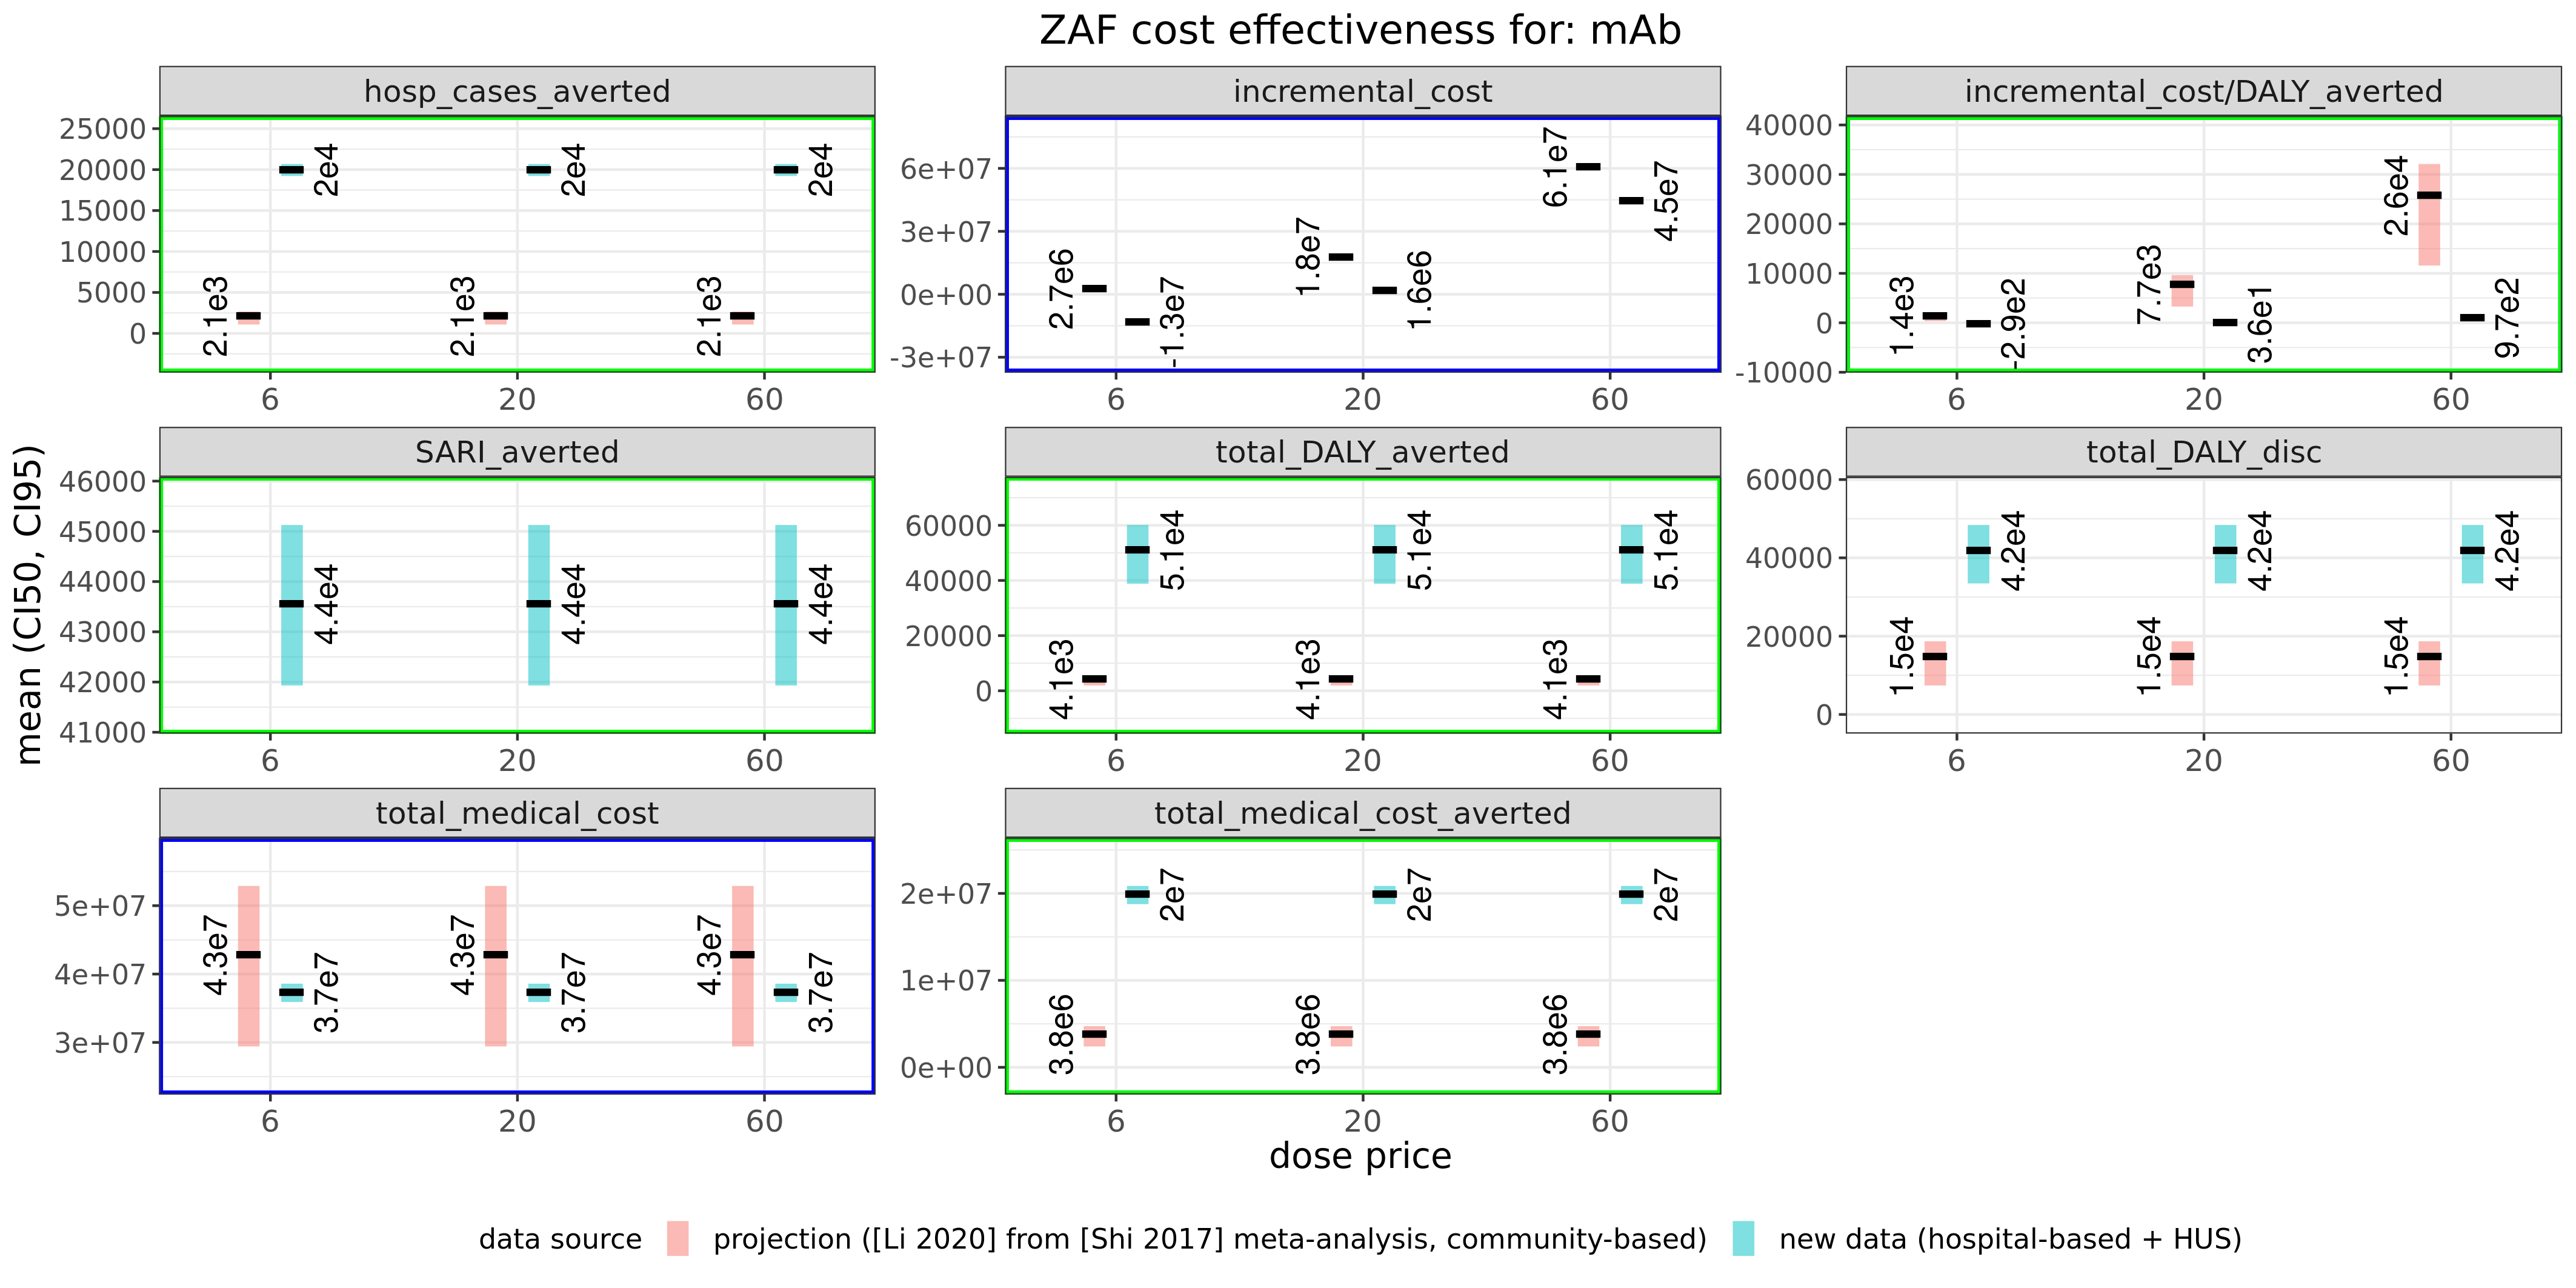 ZAF cost effectiveness for: mAb
mean (CI50, CI95)
hosp_cases_averted
25000
20000
15000
10000
5000
0
2.1e3
2e4
2.1e3
2e4
2.1e3
2e4
6 20 60
incremental_cost
6e+07
3e+07
0e+00
-3e+07
2.7e6
-1.3e7
1.8e7
1.6e6
6.1e7
4.5e7
6 20 60
incremental_cost/DALY_averted
40000
30000
20000
10000
0
-10000
1.4e3
-2.9e2
7.7e3
3.6e1
2.6e4
9.7e2
6 20 60
SARI_averted
46000
45000
44000
43000
42000
41000
4.4e4
4.4e4
4.4e4
6 20 60
total_DALY_averted
60000
40000
20000
0
4.1e3
5.1e4
4.1e3
5.1e4
4.1e3
5.1e4
6 20 60
total_DALY_disc
60000
40000
20000
0
1.5e4
4.2e4
1.5e4
4.2e4
1.5e4
4.2e4
6 20 60
total_medical_cost
5e+07
4e+07
3e+07
4.3e7
3.7e7
4.3e7
3.7e7
4.3e7
3.7e7
6 20 60
total_medical_cost_averted
2e+07
1e+07
0e+00
3.8e6
2e7
3.8e6
2e7
3.8e6
2e7
6 20 60
dose price
data source projection ([Li 2020] from [Shi 2017] meta-analysis, community-based) new data (hospital-based + HUS)